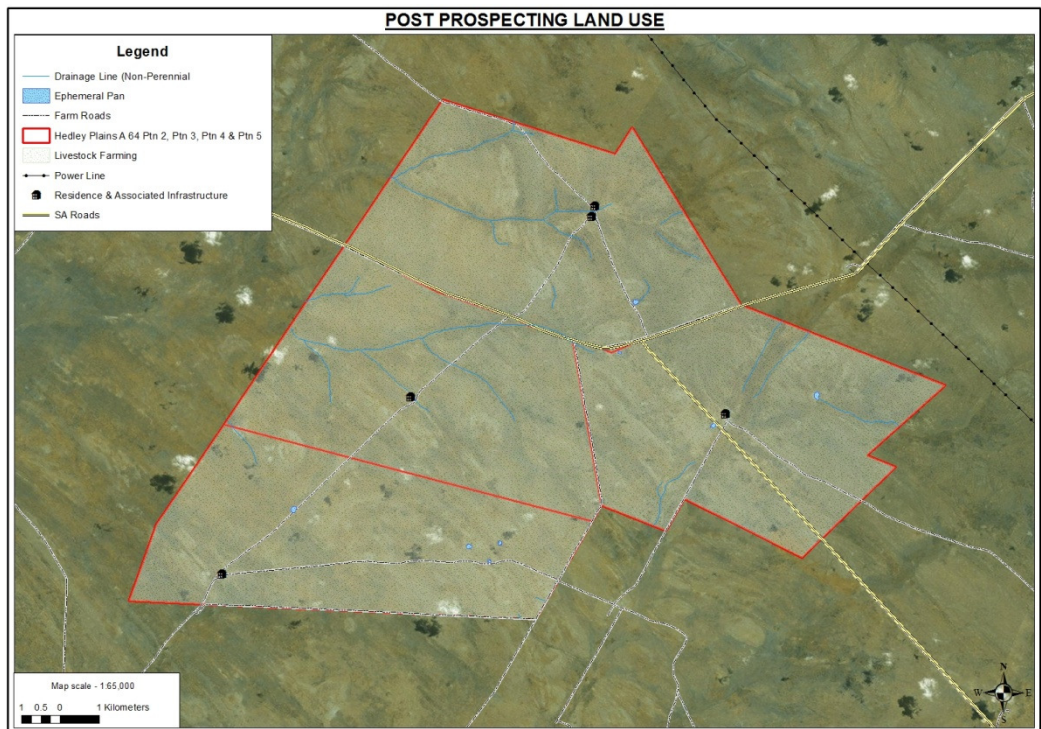 POST PROSPECTING LAND USE
Legend
Drainage Line (Non-Perennial
Ephemeral Pan
Farm Roads
Hedley Plains A 64 Ptn 2, Ptn 3, Ptn 4 & Ptn 5
Livestock Farming
Power Line
Residence & Associated Infrastructure
SA Roads
Map scale - 1:65,000
1 0.5 0 1 Kilometers
N
W E
S